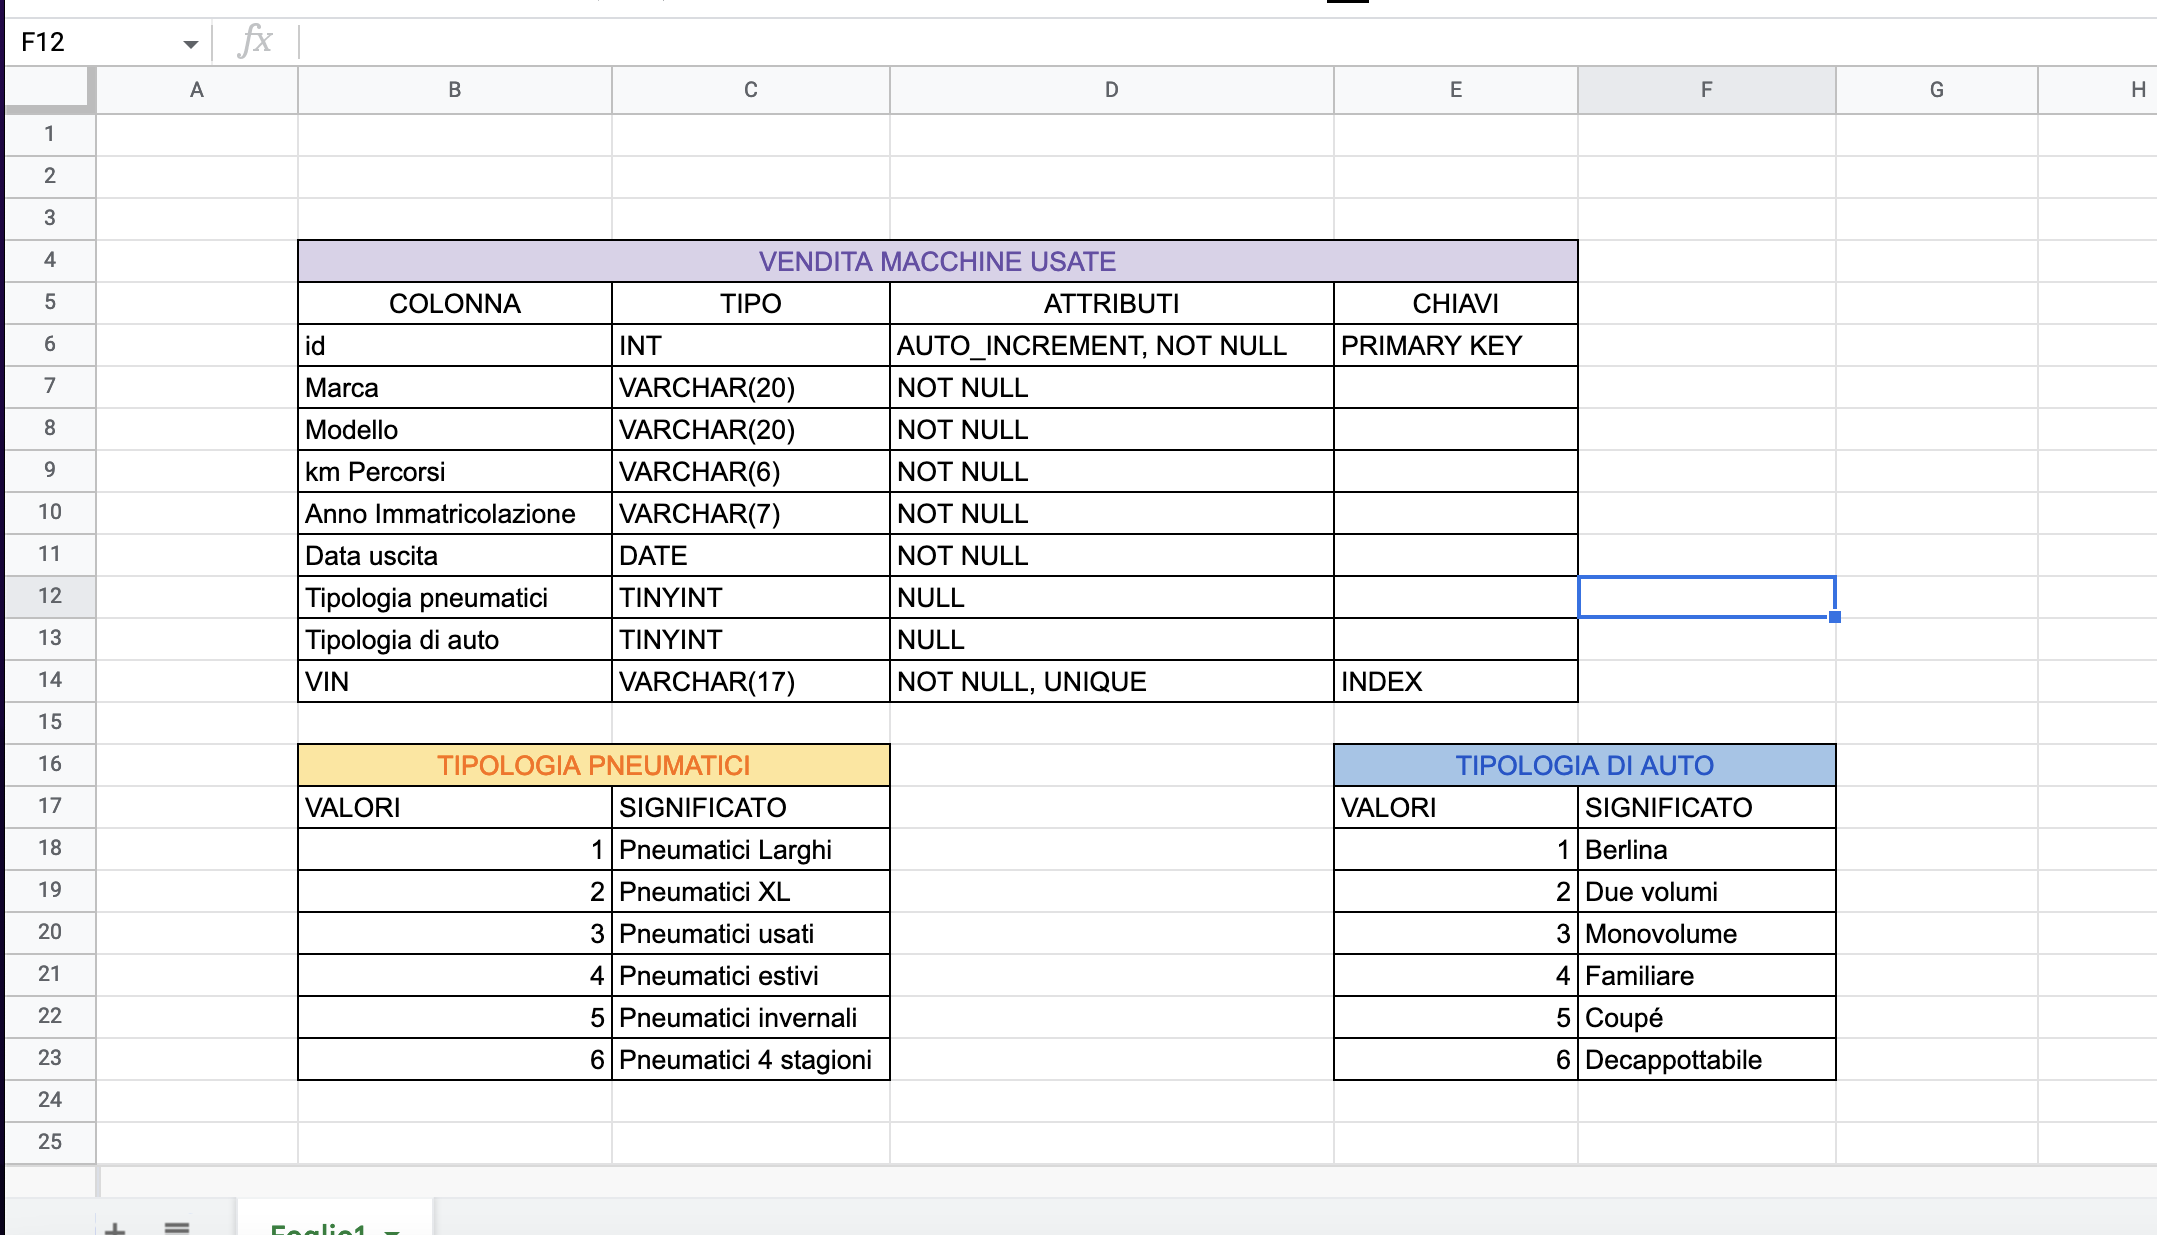 F12 fx
A B C D E F G H
1
2
3
4 VENDITA MACCHINE USATE
5 COLONNA TIPO ATTRIBUTI CHIAVI
6 id INT AUTO_INCREMENT, NOT NULL PRIMARY KEY
7 Marca VARCHAR(20) NOT NULL
8 Modello VARCHAR(20) NOT NULL
9 km Percorsi VARCHAR(6) NOT NULL
10 Anno Immatricolazione VARCHAR(7) NOT NULL
11 Data uscita DATE NOT NULL
12 Tipologia pneumatici TINYINT NULL
13 Tipologia di auto TINYINT NULL
14 VIN VARCHAR(17) NOT NULL, UNIQUE INDEX
15
16 TIPOLOGIA PNEUMATICI TIPOLOGIA DI AUTO
17 VALORI SIGNIFICATO VALORI SIGNIFICATO
18 1 Pneumatici Larghi 1 Berlina
19 2 Pneumatici XL 2 Due volumi
20 3 Pneumatici usati 3 Monovolume
21 4 Pneumatici estivi 4 Familiare
22 5 Pneumatici invernali 5 Coupé
23 6 Pneumatici 4 stagioni 6 Decappottabile
24
25
Foglio1